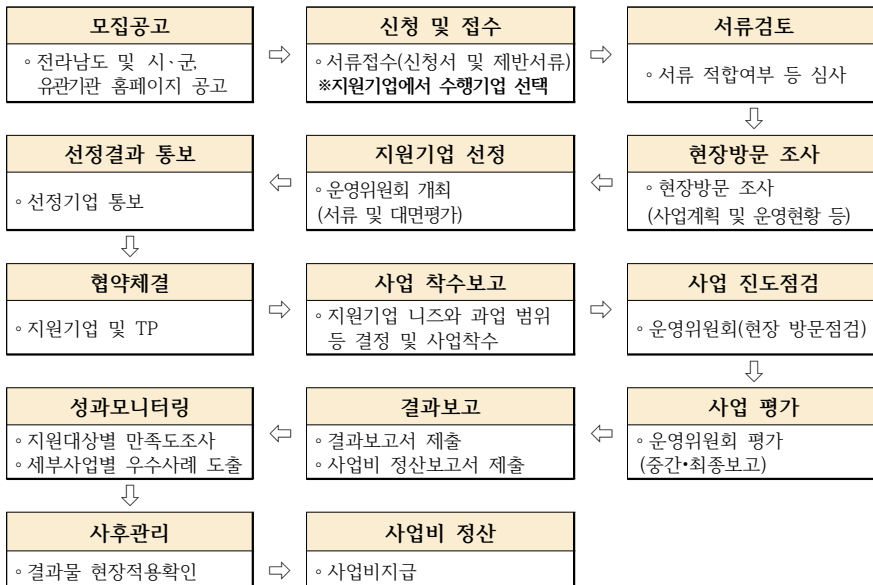 모집공고
◦전라남도 및 시·군,
유관기관 홈페이지 공고
⇨
신청 및 접수
◦서류접수(신청서 및 제반서류)
※지원기업에서 수행기업 선택
⇨
서류검토
◦서류 적합여부 등 심사
⇩
현장방문 조사
◦현장방문 조사
(사업계획 및 운영현황 등)
⇦
지원기업 선정
◦운영위원회 개최
(서류 및 대면평가)
⇦
선정결과 통보
◦선정기업 통보
⇩
협약체결
◦지원기업 및 TP
⇨
사업 착수보고
◦지원기업 니즈와 과업 범위
등 결정 및 사업착수
⇨
사업 진도점검
◦운영위원회(현장 방문점검)
⇩
사업 평가
◦운영위원회 평가
(중간•최종보고)
⇦
결과보고
◦결과보고서 제출
◦사업비 정산보고서 제출
⇦
성과모니터링
◦지원대상별 만족도조사
◦세부사업별 우수사례 도출
⇩
사후관리
◦결과물 현장적용확인
⇨
사업비 정산
◦사업비지급